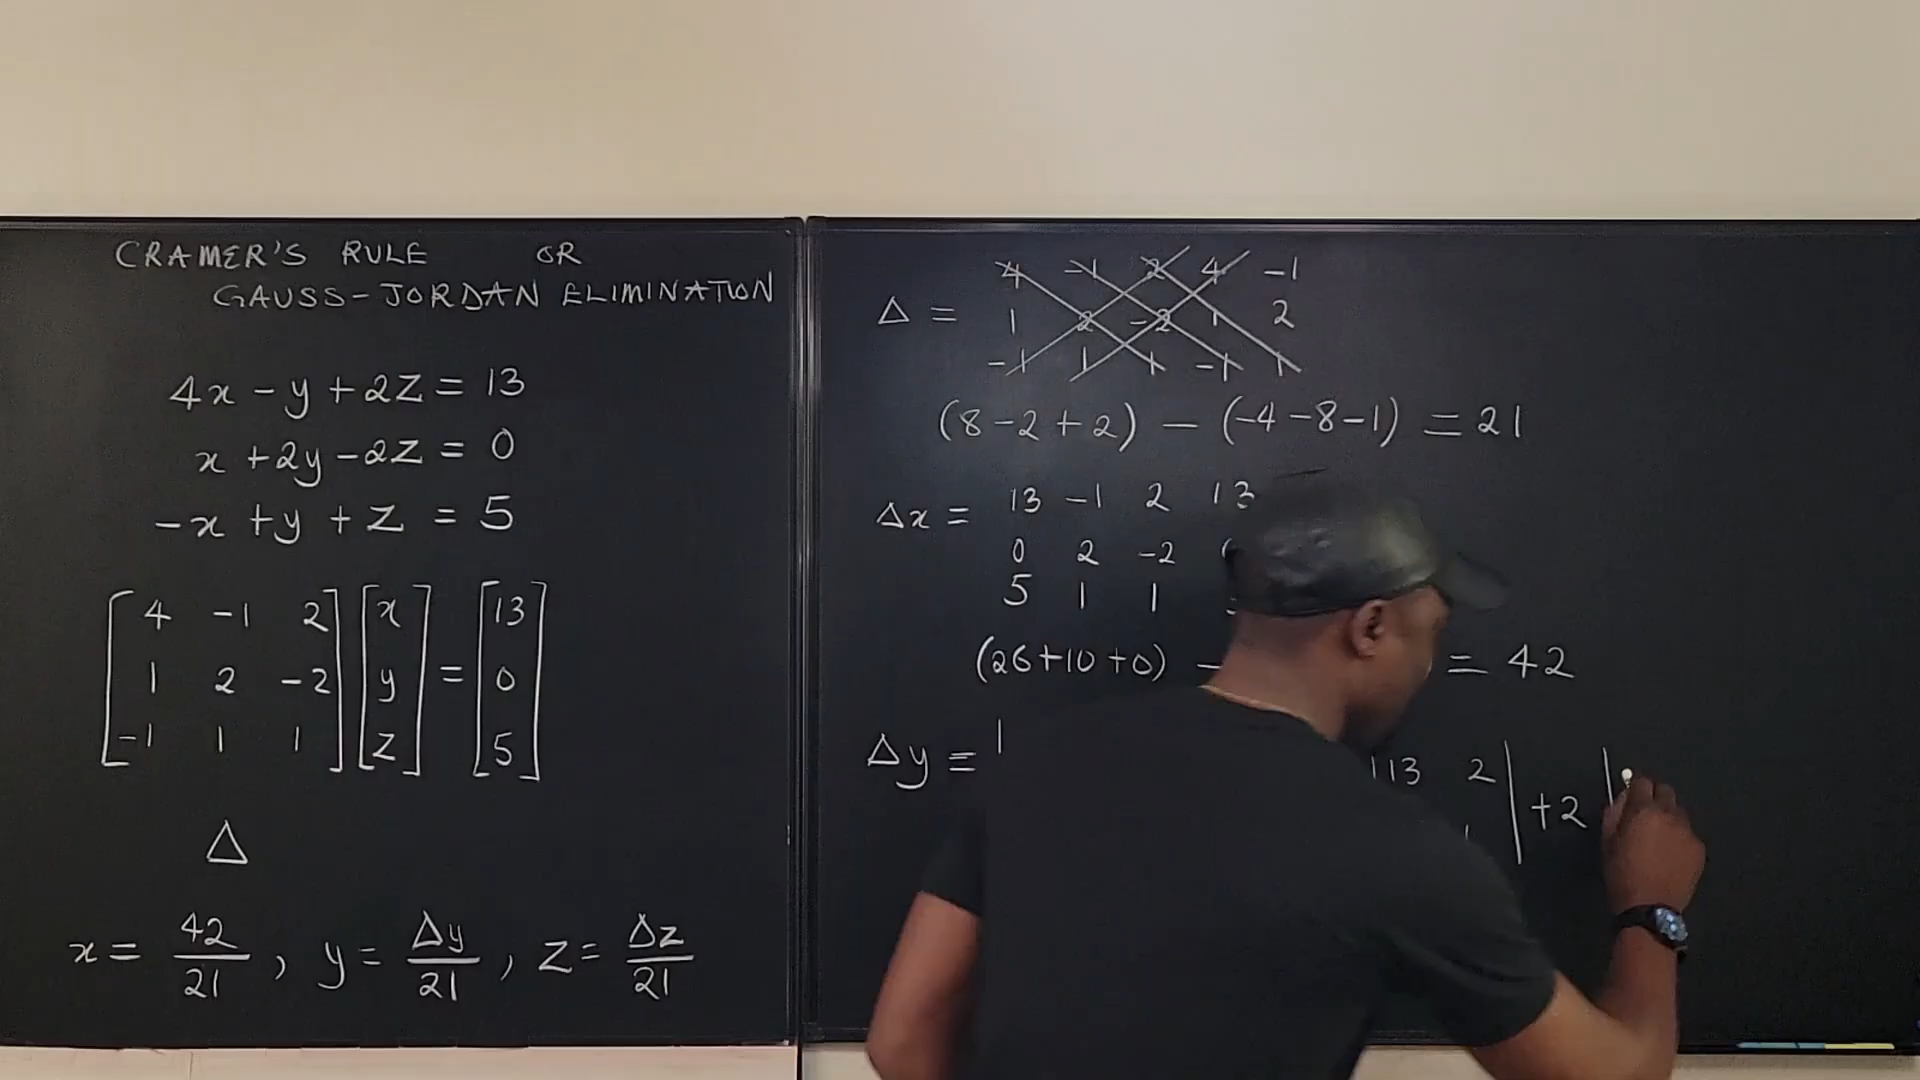 CRAMER'S RULE OR
GAUSS-JORDAN ELIMINATION
4x - y + 2z = 13
x + 2y - 2z = 0
-x + y + z = 5
4 -1 2 x 13
1 2 -2 y = 0
-1 1 1 z 5
Δ
x = 42/21 , y = Δy/21 , z = Δz/21
4 -1 2 4 -1
Δ = 1 2 -2 1 2
-1 1 1 -1 1
(8 - 2 + 2) - (-4 - 8 - 1) = 21
Δx = 13 -1 2 13
0 2 -2
5 1 1
(26 + 10 + 0) - = 42
Δy = 13 2 | + 2 |